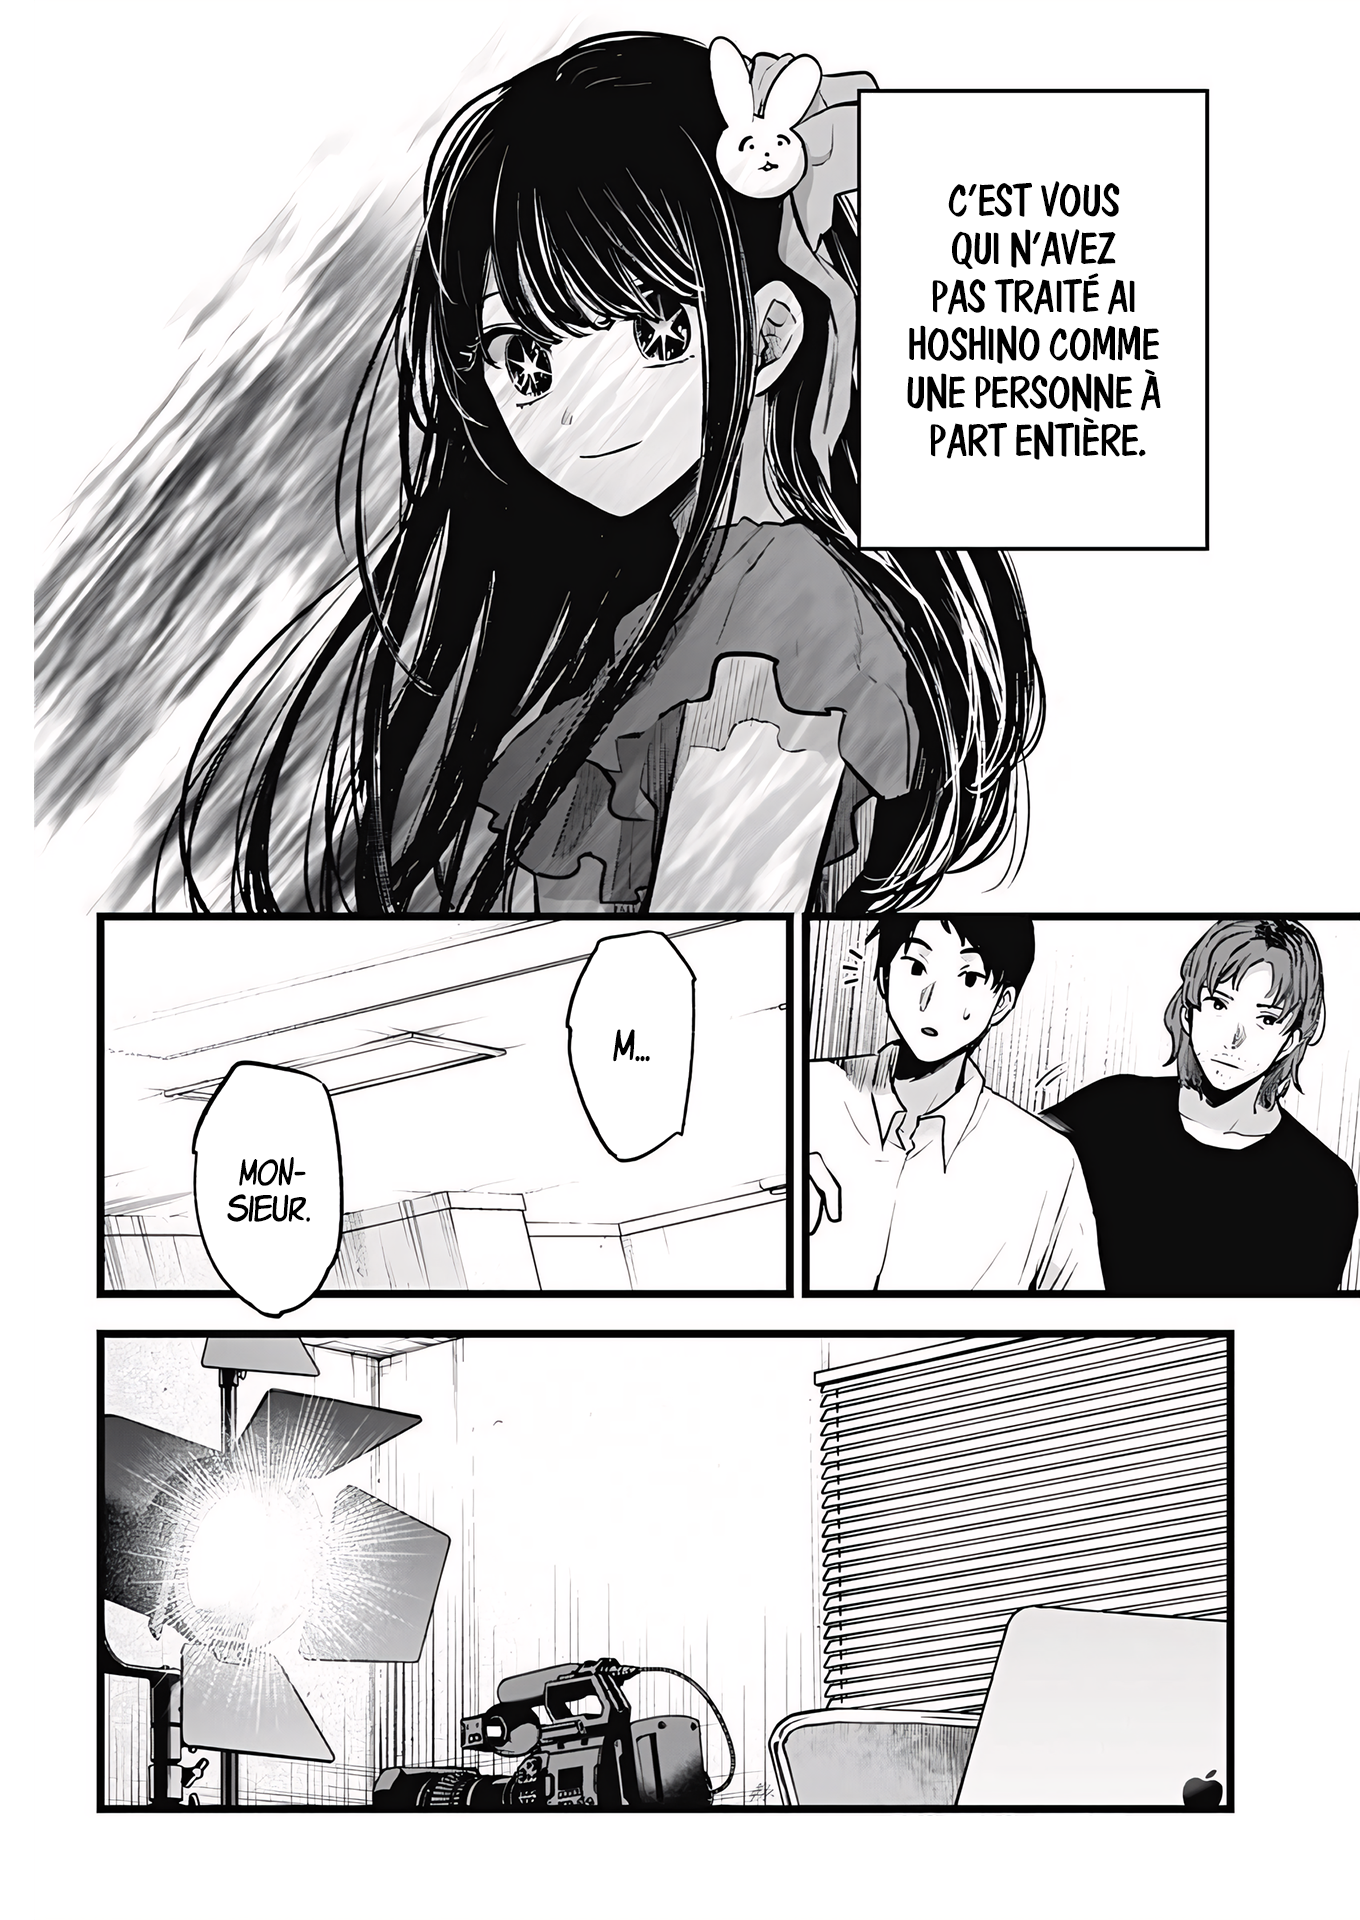 C'EST VOUS
QUI N'AVEZ
PAS TRAITÉ AI
HOSHINO COMME
UNE PERSONNE À
PART ENTIÈRE.
M...
MON-
SIEUR.